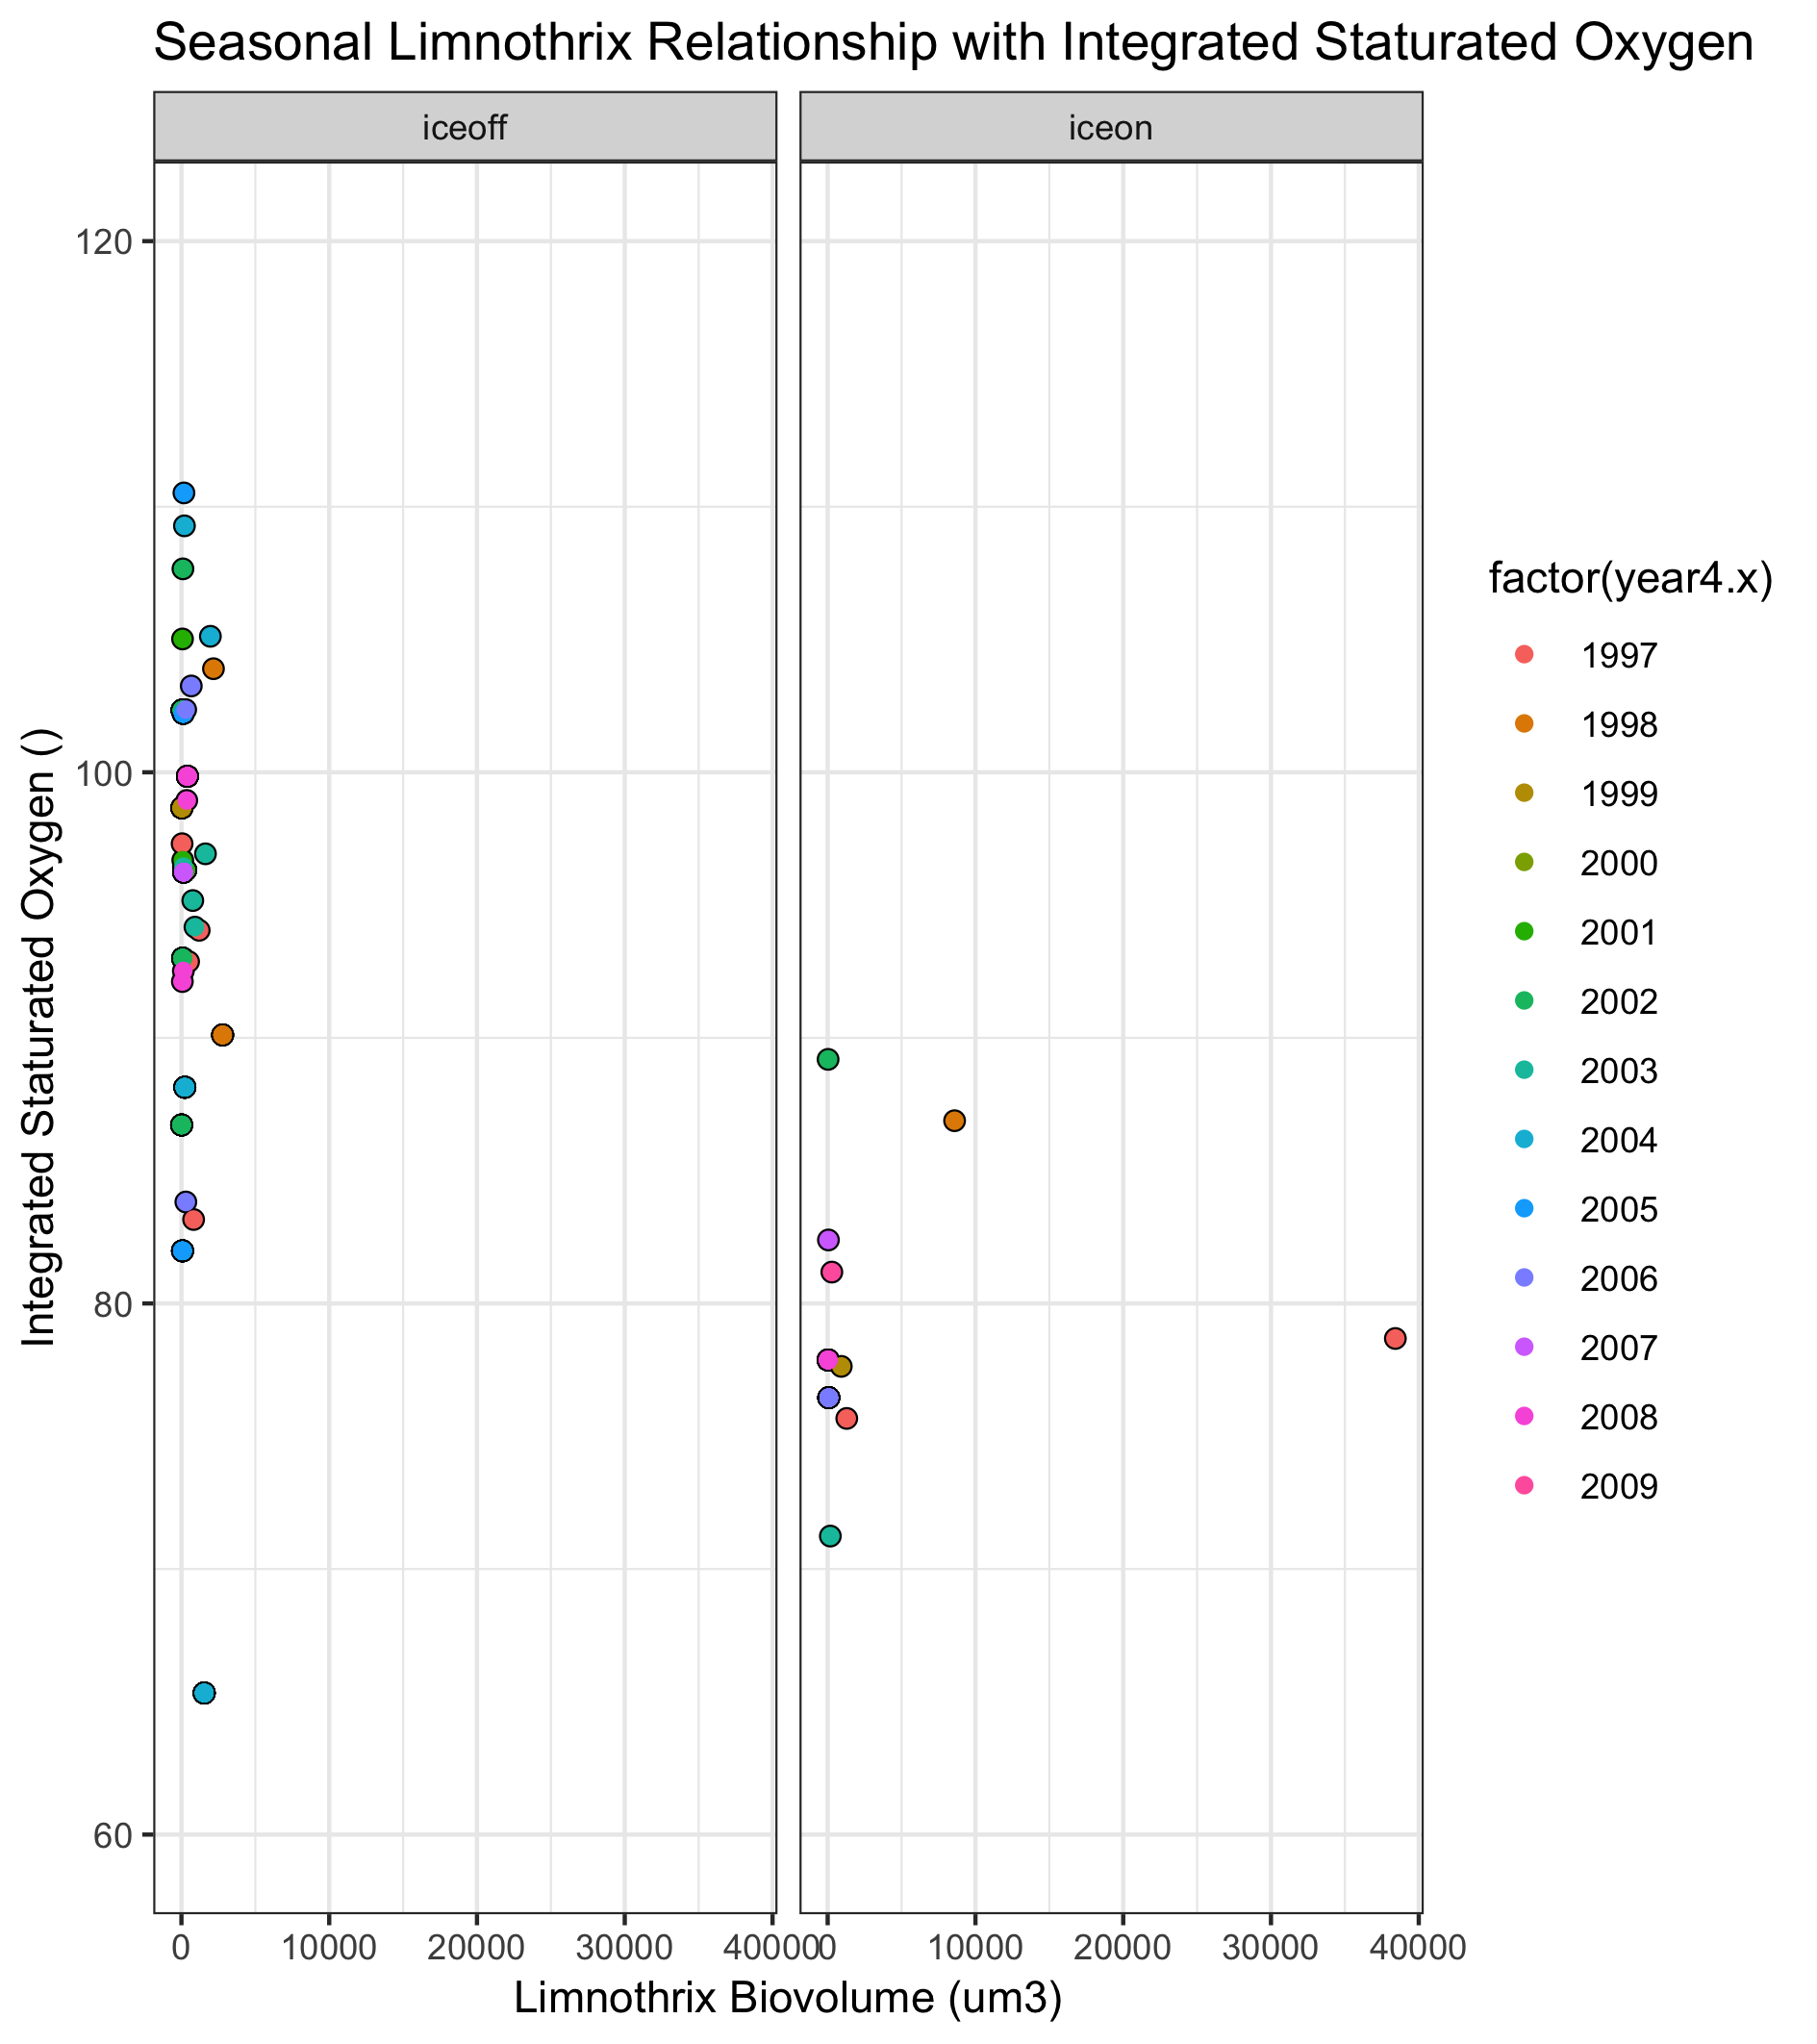 Seasonal Limnothrix Relationship with Integrated Staturated Oxygen
iceoff
iceon
120
100
80
60
Integrated Staturated Oxygen ()
0 10000 20000 30000 40000
0 10000 20000 30000 40000
Limnothrix Biovolume (um3)
factor(year4.x)
1997
1998
1999
2000
2001
2002
2003
2004
2005
2006
2007
2008
2009